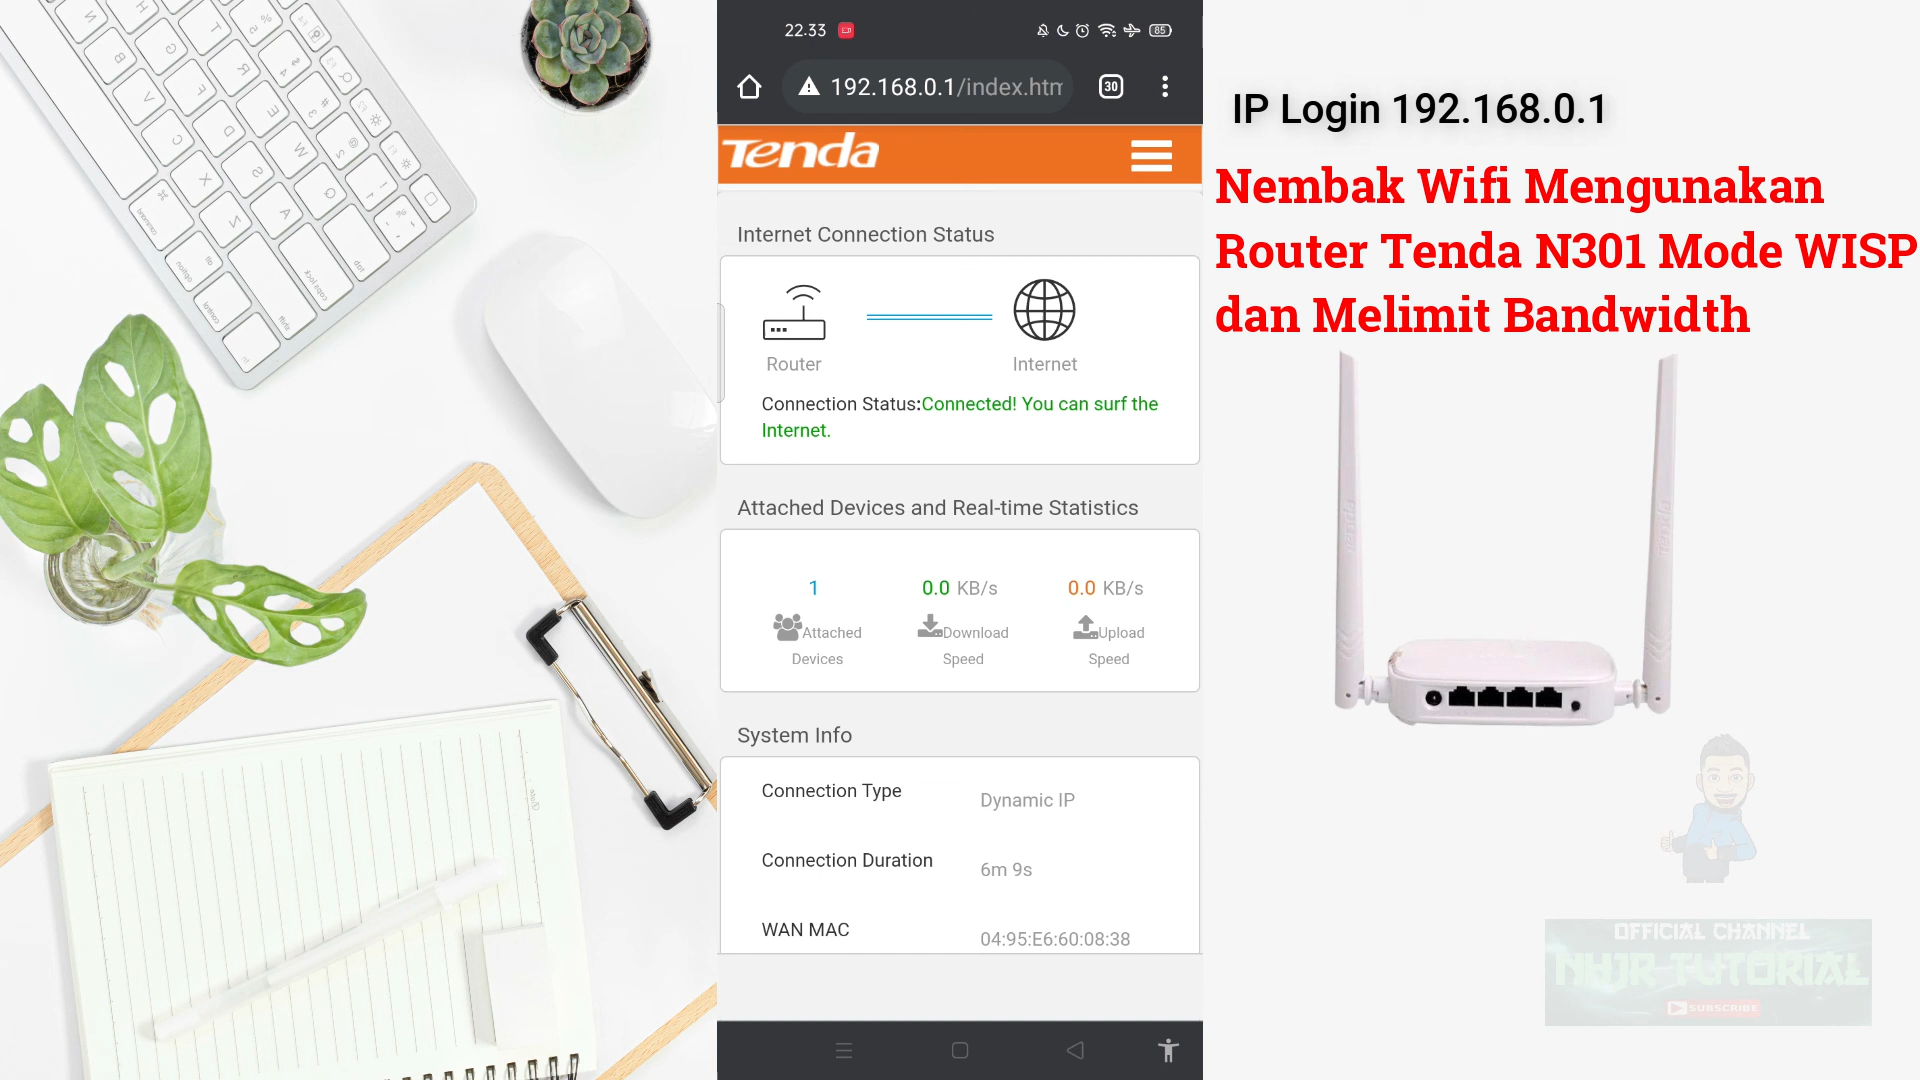 22.33
85
192.168.0.1/index.htm
30
Tenda
Internet Connection Status
Router
Internet
Connection Status:Connected! You can surf the
Internet.
Attached Devices and Real-time Statistics
1
0.0 KB/s
0.0 KB/s
Attached
Devices
Download
Speed
Upload
Speed
System Info
Connection Type
Dynamic IP
Connection Duration
6m 9s
WAN MAC
04:95:E6:60:08:38
IP Login 192.168.0.1
Nembak Wifi Mengunakan
Router Tenda N301 Mode WISP
dan Melimit Bandwidth
Tenda
OFFICIAL CHANNEL
NWJR TUTORIAL
SUBSCRIBE